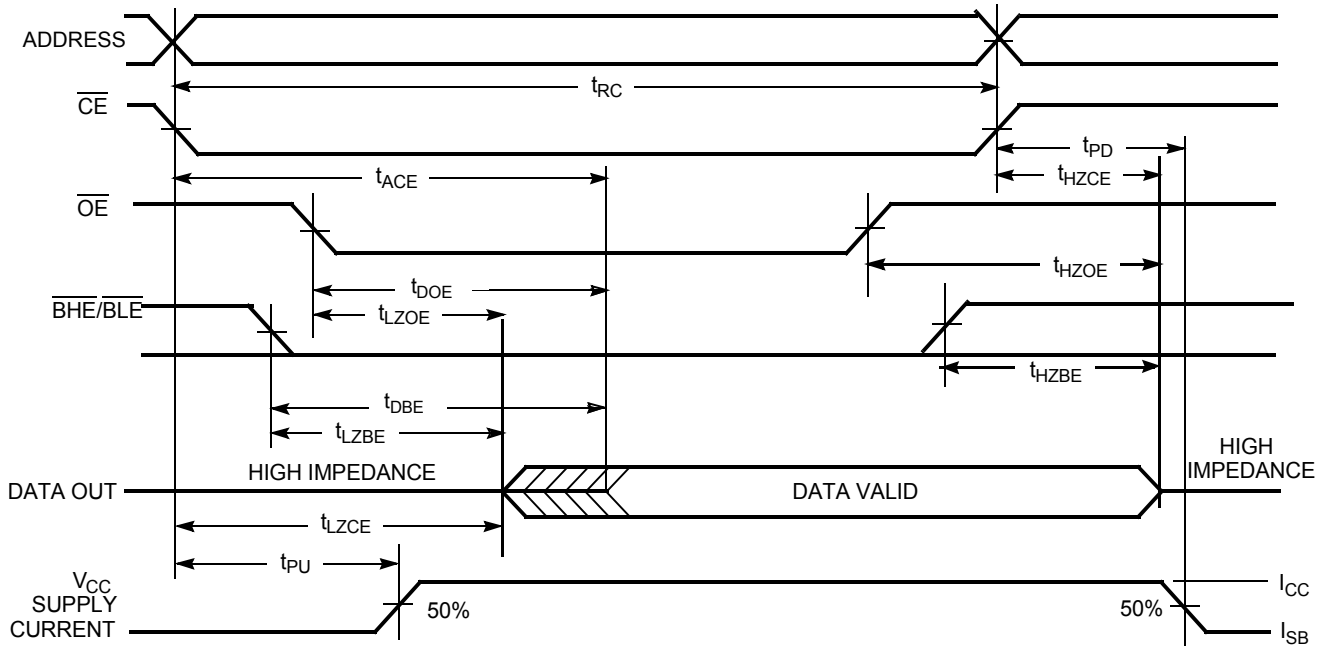 ADDRESS
tRC
CE
tPD
tACE
tHZCE
OE
tHZOE
tDOE
BHE/BLE
tLZOE
tHZBE
tDBE
tLZBE
HIGH IMPEDANCE
HIGH
IMPEDANCE
DATA OUT
DATA VALID
tLZCE
tPU
VCC
SUPPLY
CURRENT
50%
50%
ICC
ISB